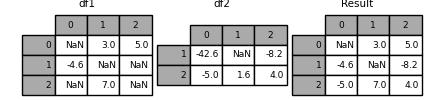 df1 df2 Result
0 1 2
0 NaN 3.0 5.0
1 -4.6 NaN NaN
2 NaN 7.0 NaN
0 1 2
1 -42.6 NaN -8.2
2 -5.0 1.6 4.0
0 1 2
0 NaN 3.0 5.0
1 -4.6 NaN -8.2
2 -5.0 7.0 4.0